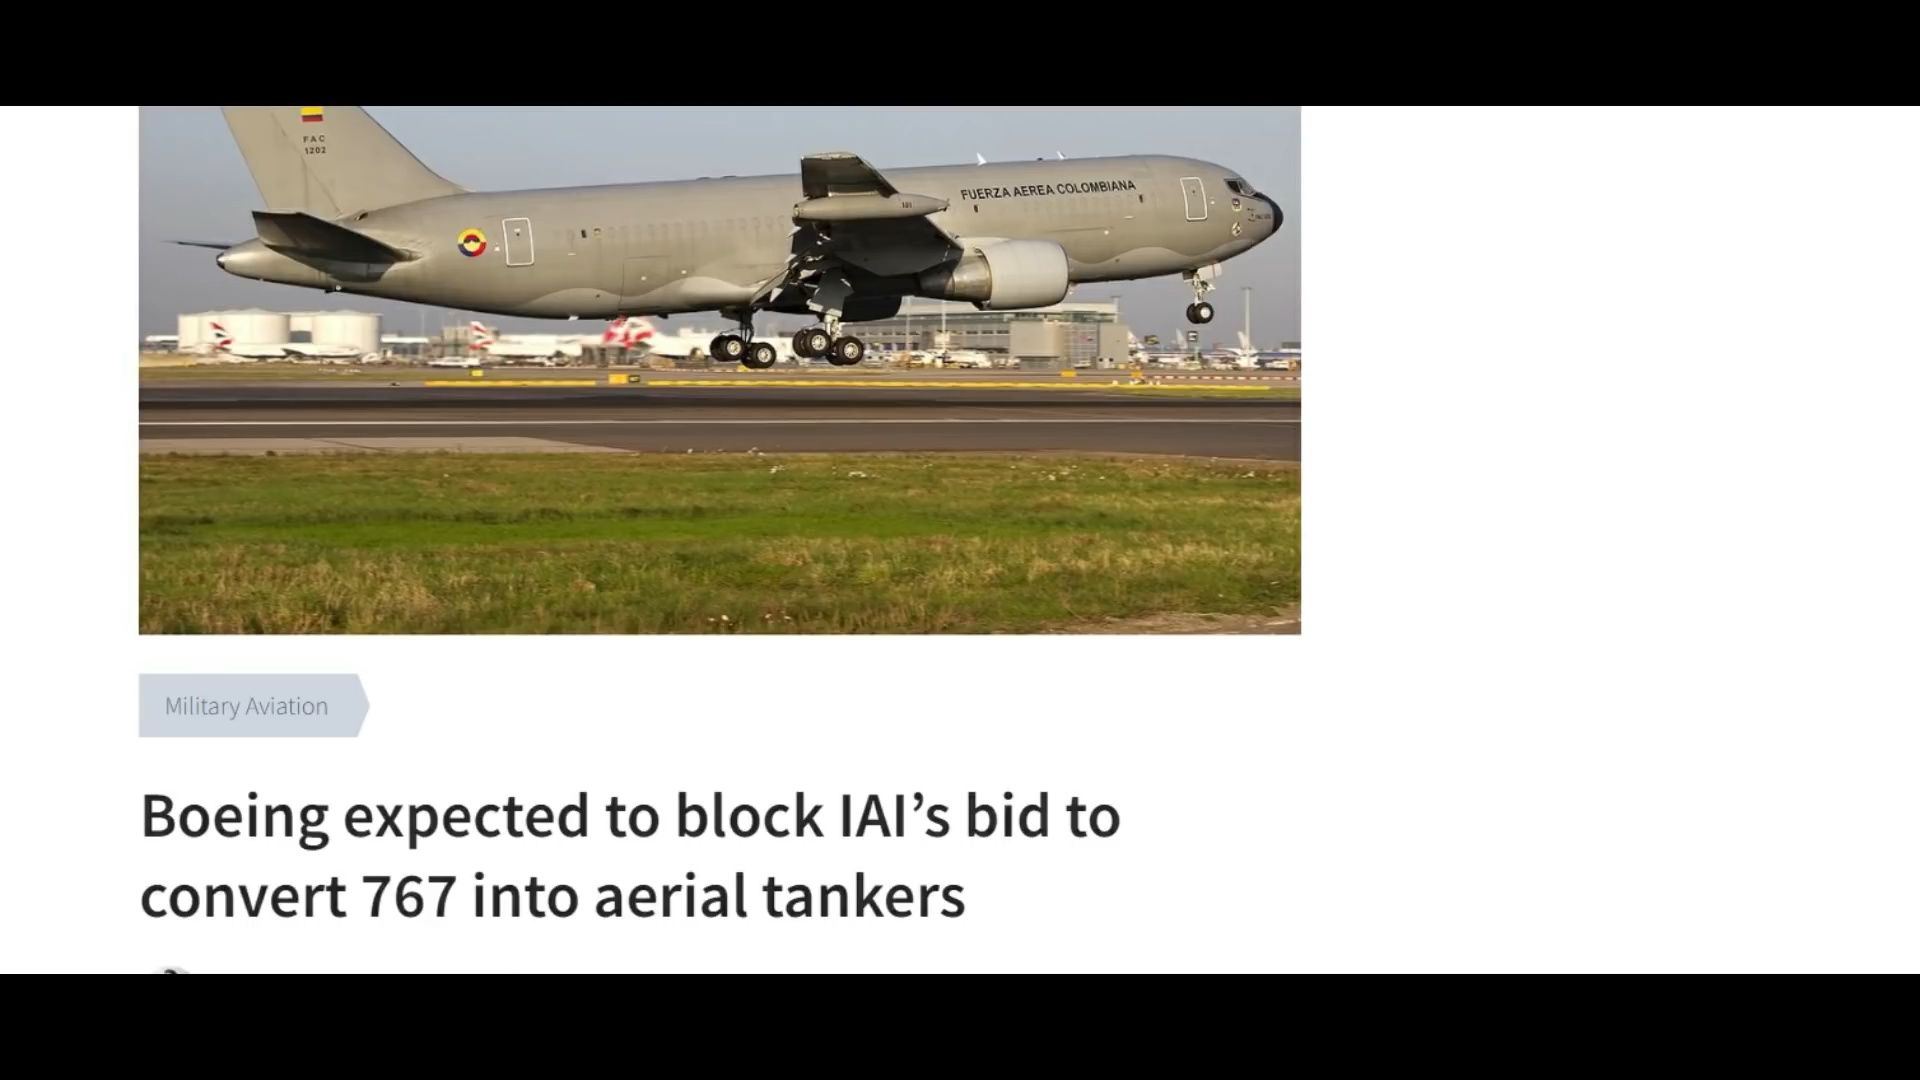 FAC
1202
FUERZA AEREA COLOMBIANA
101
Military Aviation
Boeing expected to block IAI’s bid to
convert 767 into aerial tankers